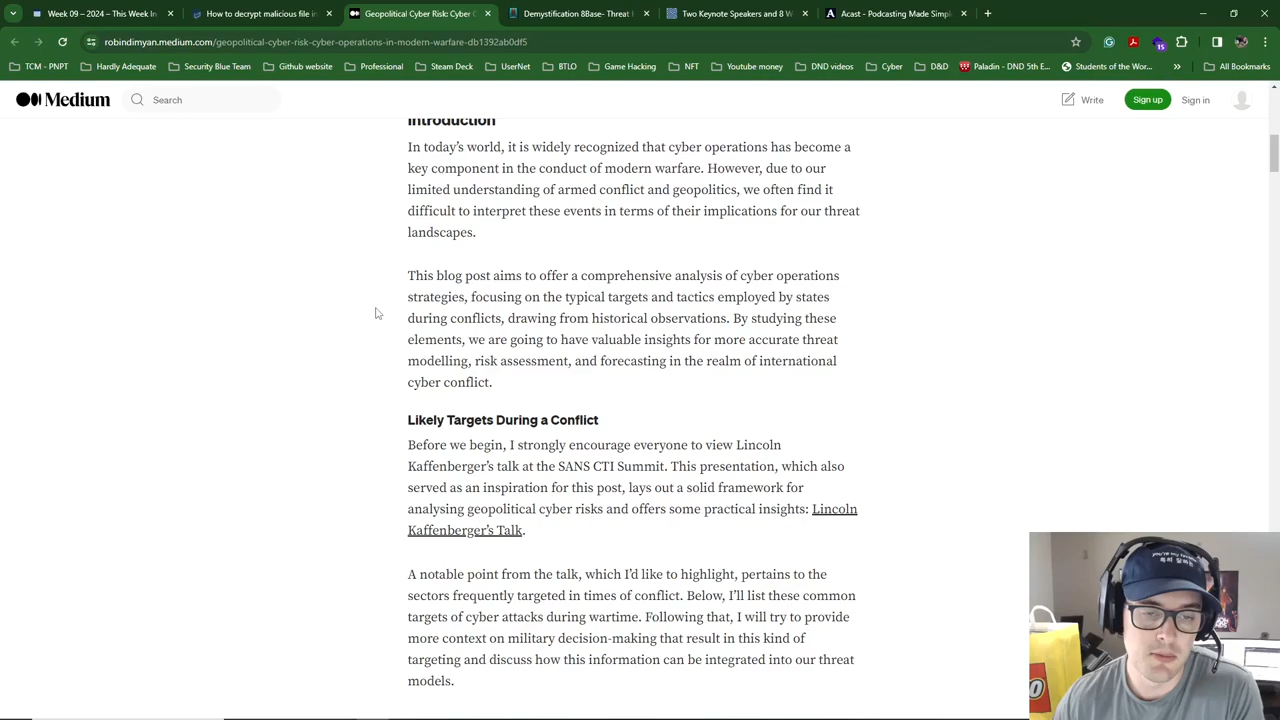 Week 09 – 2024 – This Week In
How to decrypt malicious file in
Geopolitical Cyber Risk: Cyber
Demystification 8Base- Threat
Two Keynote Speakers and 8 W
Acast - Podcasting Made Simpl
robindimyan.medium.com/geopolitical-cyber-risk-cyber-operations-in-modern-warfare-db1392ab0df5
15
TCM - PNPT
Hardly Adequate
Security Blue Team
Github website
Professional
Steam Deck
UserNet
BTLO
Game Hacking
NFT
Youtube money
DND videos
Cyber
D&D
Paladin - DND 5th E...
Students of the Wor...
»
All Bookmarks
Medium
Search
Write
Sign up
Sign in
Introduction
In today's world, it is widely recognized that cyber operations has become a
key component in the conduct of modern warfare. However, due to our
limited understanding of armed conflict and geopolitics, we often find it
difficult to interpret these events in terms of their implications for our threat
landscapes.
This blog post aims to offer a comprehensive analysis of cyber operations
strategies, focusing on the typical targets and tactics employed by states
during conflicts, drawing from historical observations. By studying these
elements, we are going to have valuable insights for more accurate threat
modelling, risk assessment, and forecasting in the realm of international
cyber conflict.
Likely Targets During a Conflict
Before we begin, I strongly encourage everyone to view Lincoln
Kaffenberger's talk at the SANS CTI Summit. This presentation, which also
served as an inspiration for this post, lays out a solid framework for
analysing geopolitical cyber risks and offers some practical insights: Lincoln
Kaffenberger's Talk.
A notable point from the talk, which I'd like to highlight, pertains to the
sectors frequently targeted in times of conflict. Below, I'll list these common
targets of cyber attacks during wartime. Following that, I will try to provide
more context on military decision-making that result in this kind of
targeting and discuss how this information can be integrated into our threat
models.